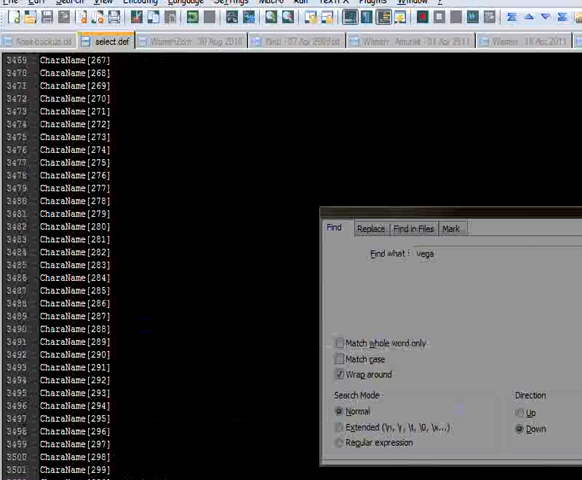 Search View Encoding Language Settings Macro Run TextFX Plugins Window ?
select.def
3469 CharaName[267]
3470 CharaName[268]
3471 CharaName[269]
3472 CharaName[270]
3473 CharaName[271]
3474 CharaName[272]
3475 CharaName[273]
3476 CharaName[274]
3477 CharaName[275]
3478 CharaName[276]
3479 CharaName[277]
3480 CharaName[278]
3481 CharaName[279]
3482 CharaName[280]
3483 CharaName[281]
3484 CharaName[282]
3485 CharaName[283]
3486 CharaName[284]
3487 CharaName[285]
3488 CharaName[286]
3489 CharaName[287]
3490 CharaName[288]
3491 CharaName[289]
3492 CharaName[290]
3493 CharaName[291]
3494 CharaName[292]
3495 CharaName[293]
3496 CharaName[294]
3497 CharaName[295]
3498 CharaName[296]
3499 CharaName[297]
3500 CharaName[298]
3501 CharaName[299]
Find Replace Find in Files Mark
Find what : vega
Match whole word only
Match case
Wrap around
Search Mode
Normal
Extended (\n, \r, \t, \0, \x...)
Regular expression
Direction
Up
Down